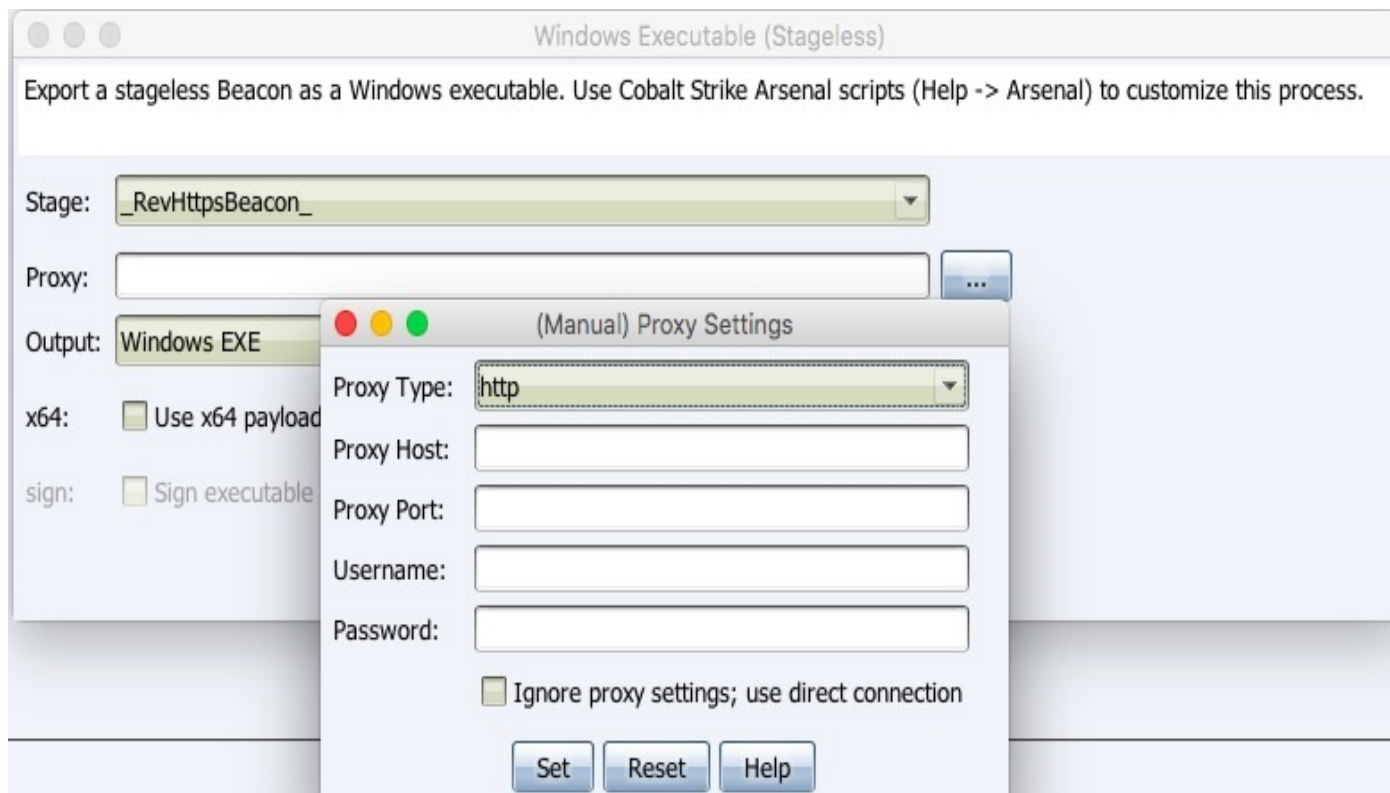 Windows Executable (Stageless)
Export a stageless Beacon as a Windows executable. Use Cobalt Strike Arsenal scripts (Help -> Arsenal) to customize this process.
Stage: _RevHttpsBeacon_
Proxy: ...
Output: Windows EXE
x64: Use x64 payload
sign: Sign executable
(Manual) Proxy Settings
Proxy Type: http
Proxy Host:
Proxy Port:
Username:
Password:
Ignore proxy settings; use direct connection
Set Reset Help